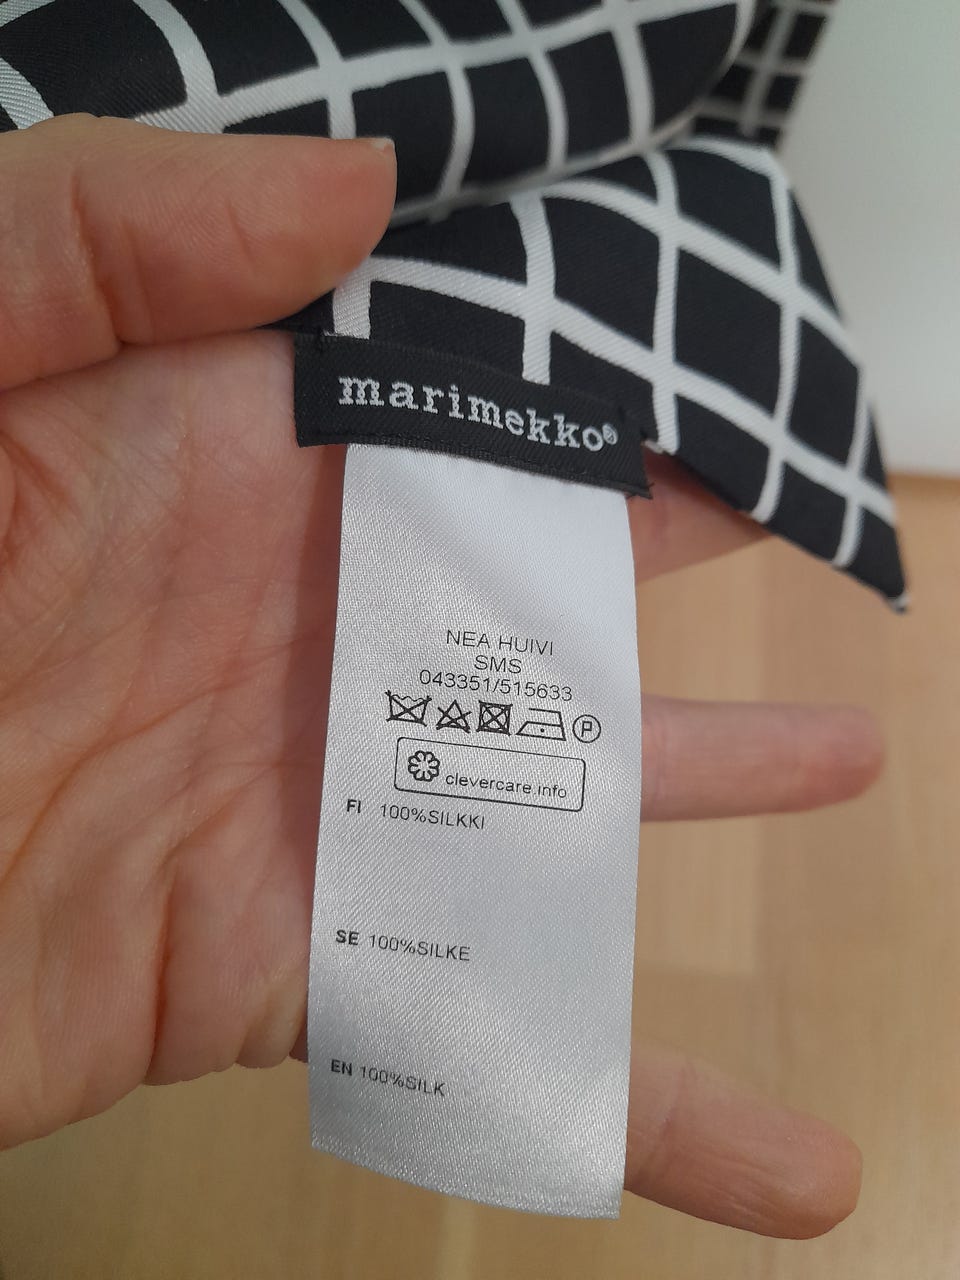 marimekko®
NEA HUIVI
SMS
043351/515633
P
clevercare.info
FI 100%SILKKI
SE 100%SILKE
EN 100%SILK